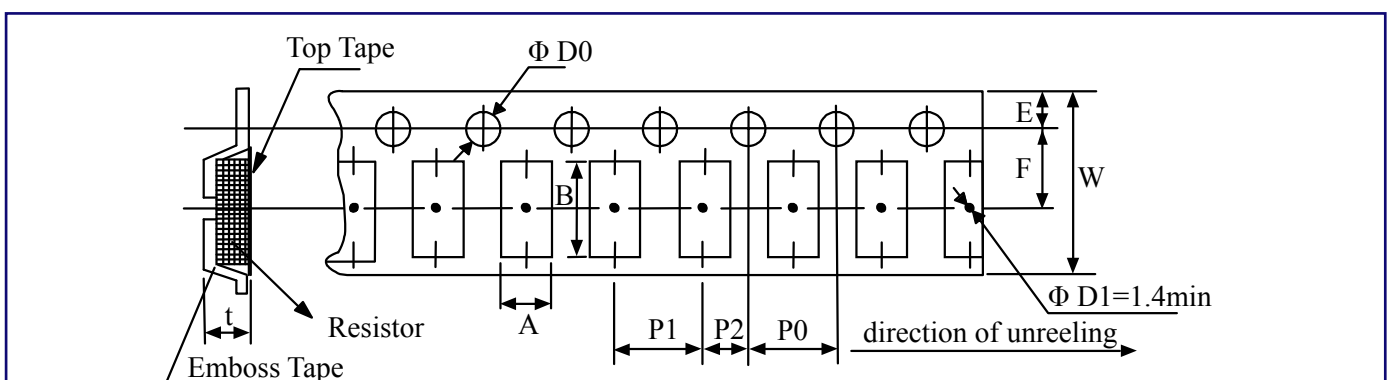 Top Tape
Φ D0
E
F
W
B
Φ D1=1.4min
t
Resistor
A
P1
P2
P0
direction of unreeling
Emboss Tape